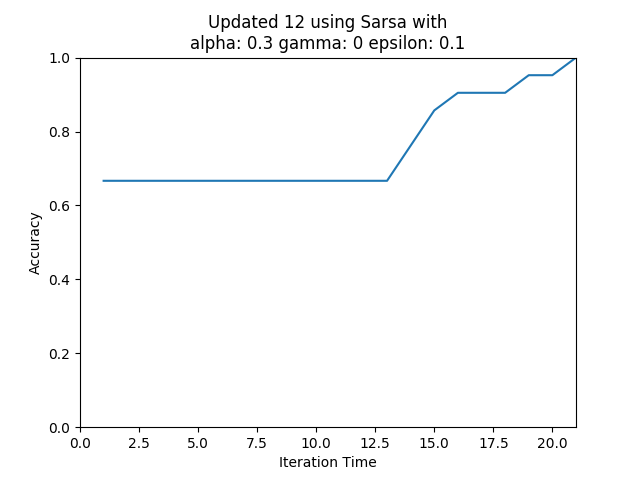 Updated 12 using Sarsa with
alpha: 0.3 gamma: 0 epsilon: 0.1
1.0
0.8
0.6
0.4
0.2
0.0
Accuracy
0.0 2.5 5.0 7.5 10.0 12.5 15.0 17.5 20.0
Iteration Time